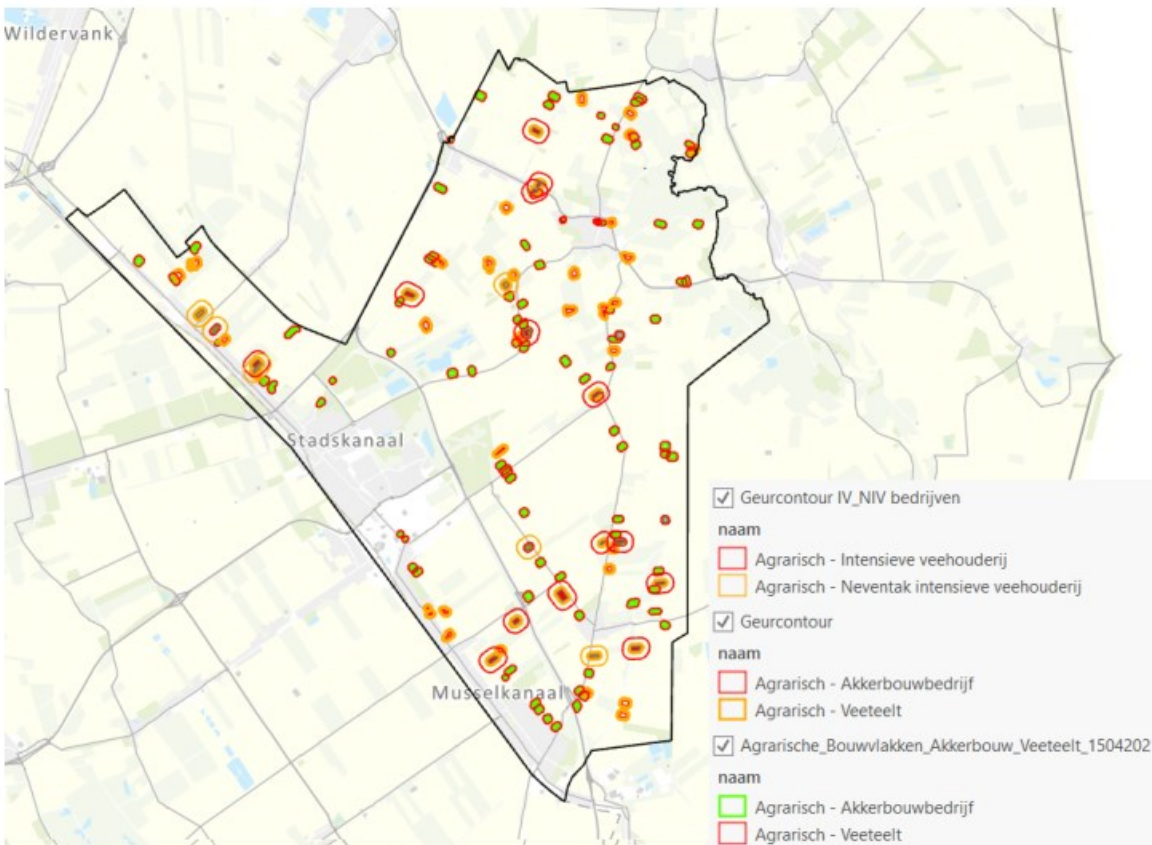 Wildervank
Stadskanaal
Musselkanaal
Geurcontour IV_NIV bedrijven
naam
Agrarisch - Intensieve veehouderij
Agrarisch - Neventak intensieve veehouderij
Geurcontour
naam
Agrarisch - Akkerbouwbedrijf
Agrarisch - Veeteelt
Agrarische_Bouwvlakken_Akkerbouw_Veeteelt_1504202
naam
Agrarisch - Akkerbouwbedrijf
Agrarisch - Veeteelt